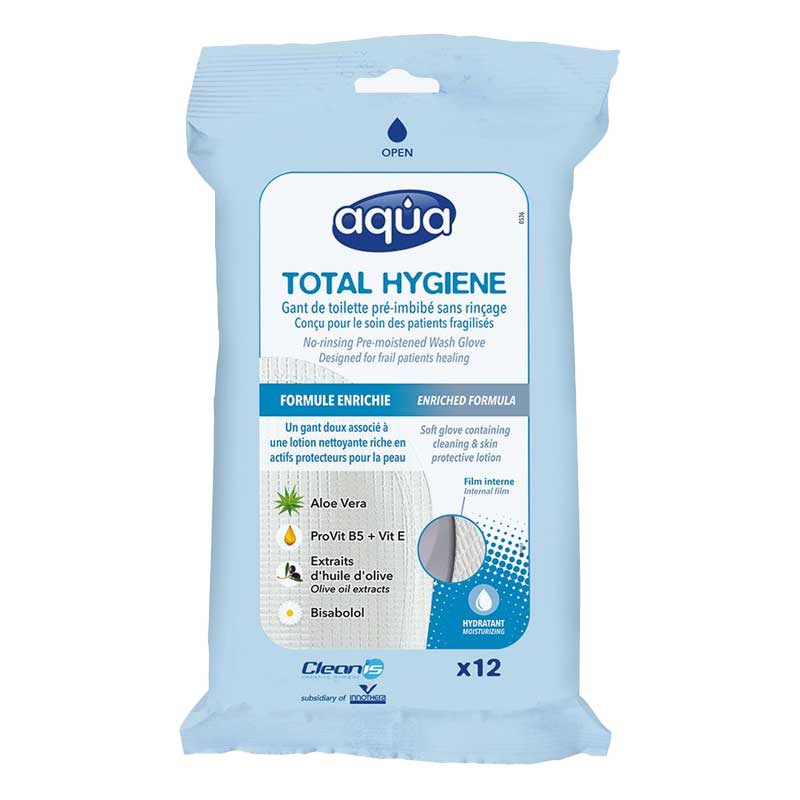 OPEN
aqua
0536
TOTAL HYGIENE
Gant de toilette pré-imbibé sans rinçage
Conçu pour le soin des patients fragilisés
No-rinsing Pre-moistened Wash Glove
Designed for frail patients healing
FORMULE ENRICHIE
ENRICHED FORMULA
Un gant doux associé à
une lotion nettoyante riche en
actifs protecteurs pour la peau
Soft glove containing
cleaning & skin
protective lotion
Film interne
Internal film
Aloe Vera
ProVit B5 + Vit E
Extraits
d'huile d'olive
Olive oil extracts
Bisabolol
HYDRATANT
MOISTURIZING
Cleanis
CREATIVE HYGIENE
x12
subsidiary of INNOTHERA